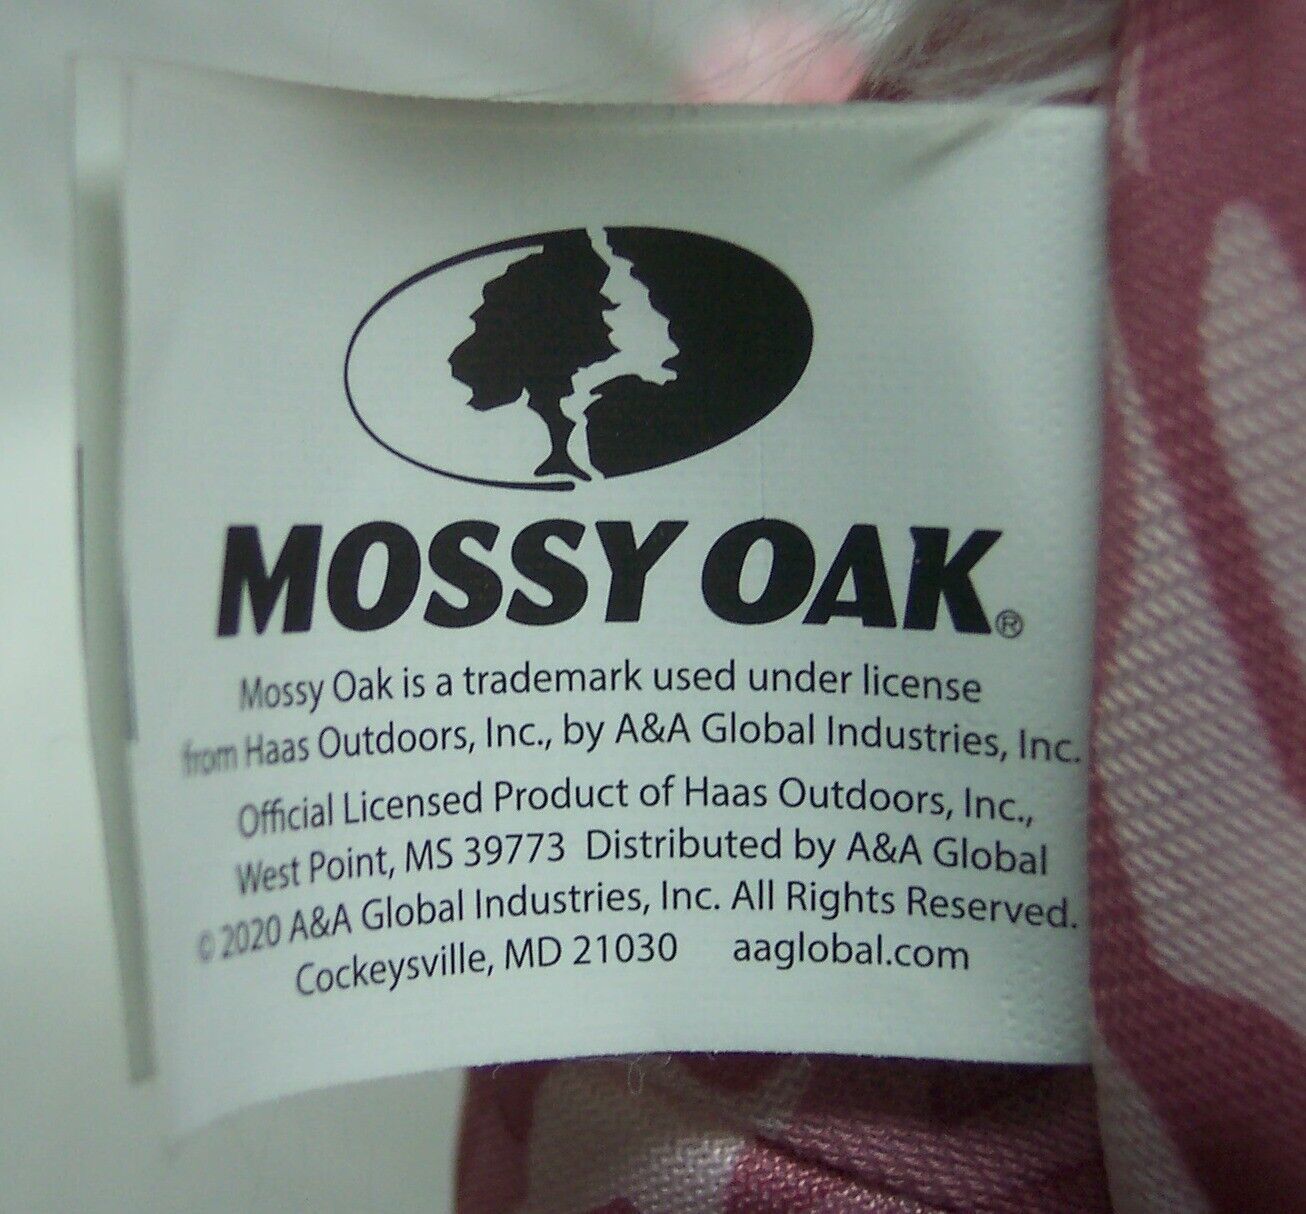 MOSSY OAK®
Mossy Oak is a trademark used under license
from Haas Outdoors, Inc., by A&A Global Industries, Inc.
Official Licensed Product of Haas Outdoors, Inc.,
West Point, MS 39773 Distributed by A&A Global
©2020 A&A Global Industries, Inc. All Rights Reserved.
Cockeysville, MD 21030 aaglobal.com